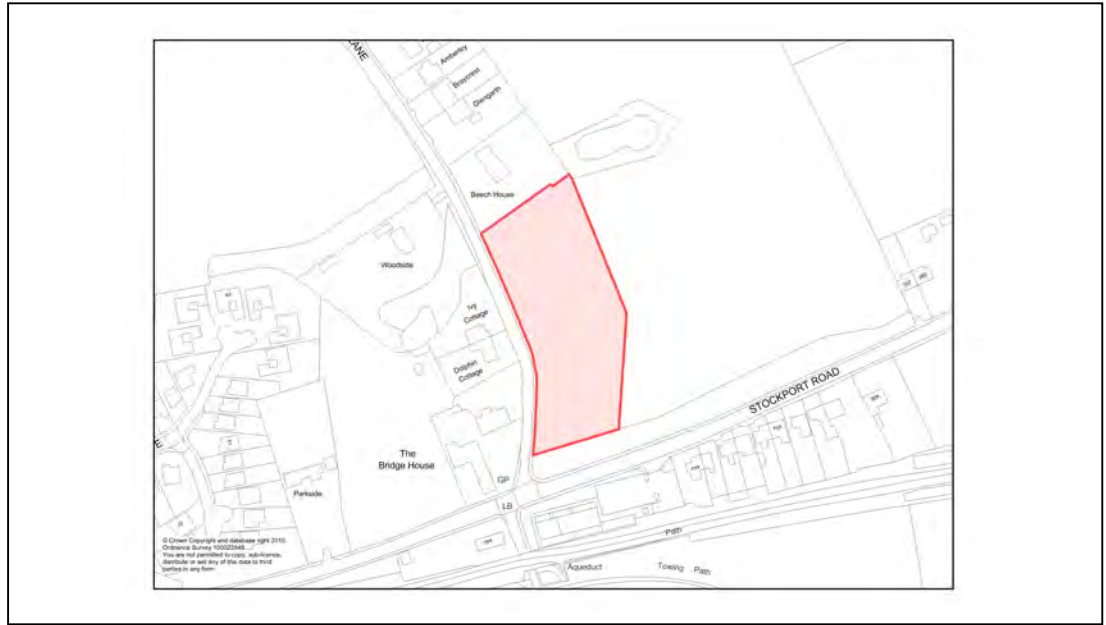 LANE
Amberley
Braycrest
Glengarth
Beech House
Woodside
Ivy
Cottage
Dolphin
Cottage
STOCKPORT ROAD
The
Bridge House
Parkside
GP
LB
Path
Aqueduct
Towing Path
© Crown Copyright and database right 2010.
You are not permitted to copy, sub-licence,
distribute or sell any of this data to third
parties in any form